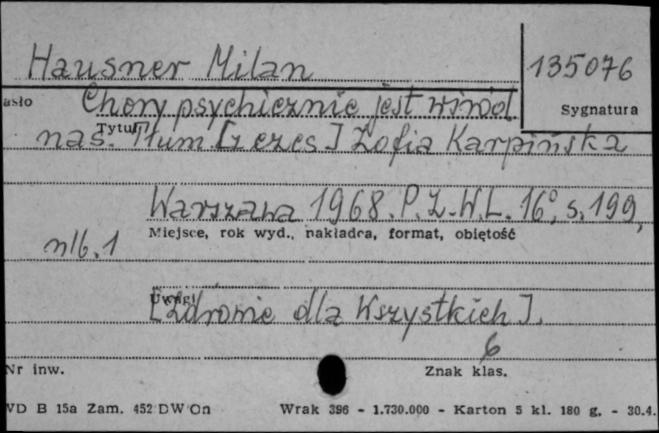 Hausner Milan
135076
asło
Chory psychicznie jest wśród
Sygnatura
Tytuł
nas. Tłum. [z czes.] Zofia Karpińska
Warszawa 1968. P.Z.W.L. 16°, s. 199,
Miejsce, rok wyd., nakładca, format, objętość
nlb. 1
Uwagi
[Zdrowie dla Wszystkich].
6
Nr inw.
Znak klas.
WD B 15a Zam. 452 DW On Wrak 396 - 1.730.000 - Karton 5 kl. 180 g. - 30.4.